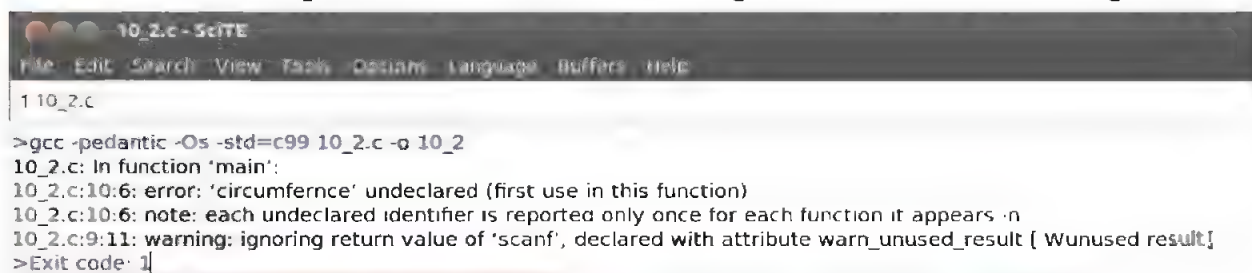 10_2.c - SciTE
File Edit Search View Tools Options Language Buffers Help
1 10_2.c
>gcc -pedantic -Os -std=c99 10_2.c -o 10_2
10_2.c: In function 'main':
10_2.c:10:6: error: 'circumfernce' undeclared (first use in this function)
10_2.c:10:6: note: each undeclared identifier is reported only once for each function it appears in
10_2.c:9:11: warning: ignoring return value of 'scanf', declared with attribute warn_unused_result [-Wunused-result]
>Exit code: 1